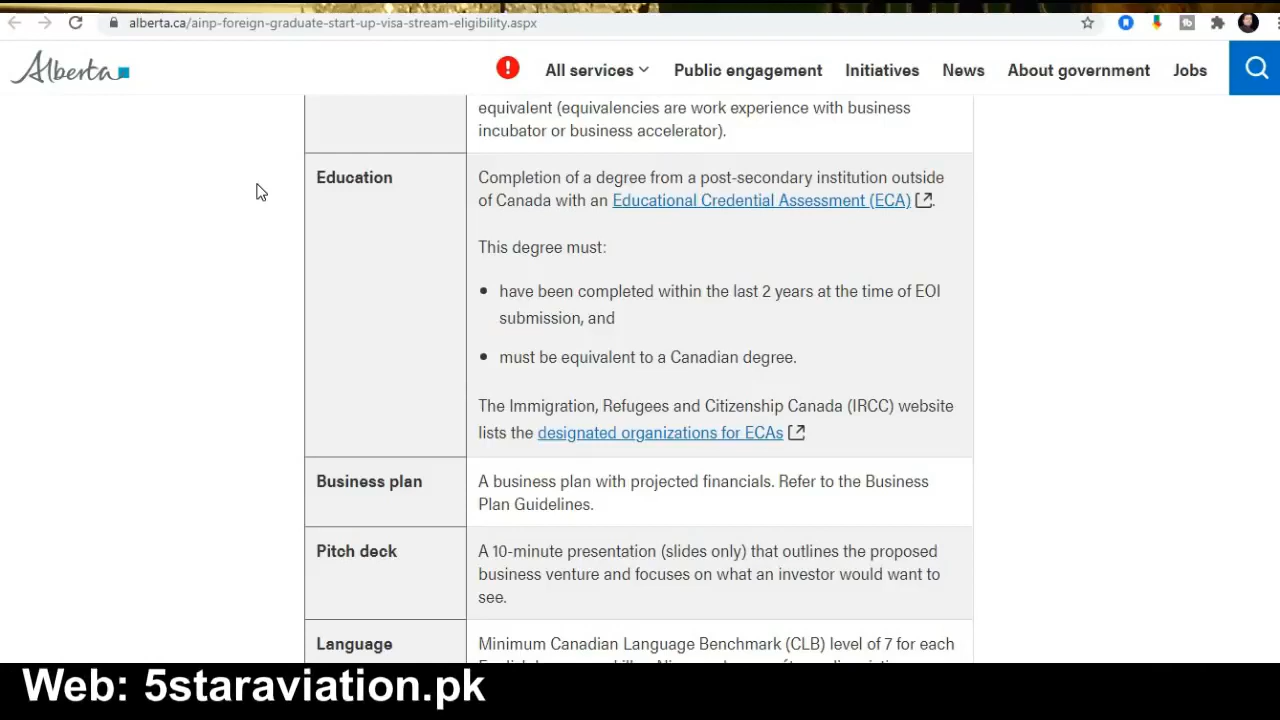 alberta.ca/ainp-foreign-graduate-start-up-visa-stream-eligibility.aspx
Alberta
All services
Public engagement
Initiatives
News
About government
Jobs
equivalent (equivalencies are work experience with business
incubator or business accelerator).
Education
Completion of a degree from a post-secondary institution outside
of Canada with an Educational Credential Assessment (ECA).
This degree must:
• have been completed within the last 2 years at the time of EOI
submission, and
• must be equivalent to a Canadian degree.
The Immigration, Refugees and Citizenship Canada (IRCC) website
lists the designated organizations for ECAs
Business plan
A business plan with projected financials. Refer to the Business
Plan Guidelines.
Pitch deck
A 10-minute presentation (slides only) that outlines the proposed
business venture and focuses on what an investor would want to
see.
Language
Minimum Canadian Language Benchmark (CLB) level of 7 for each
Web: 5staraviation.pk